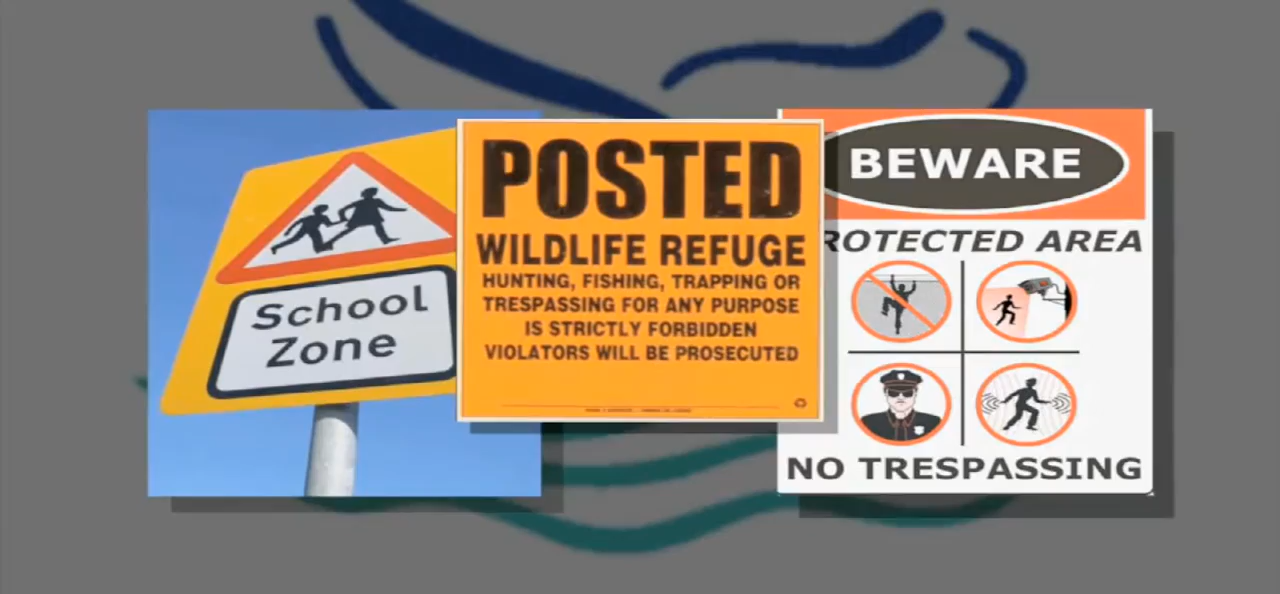 School
Zone
POSTED
WILDLIFE REFUGE
HUNTING, FISHING, TRAPPING OR
TRESPASSING FOR ANY PURPOSE
IS STRICTLY FORBIDDEN
VIOLATORS WILL BE PROSECUTED
BEWARE
ROTECTED AREA
NO TRESPASSING